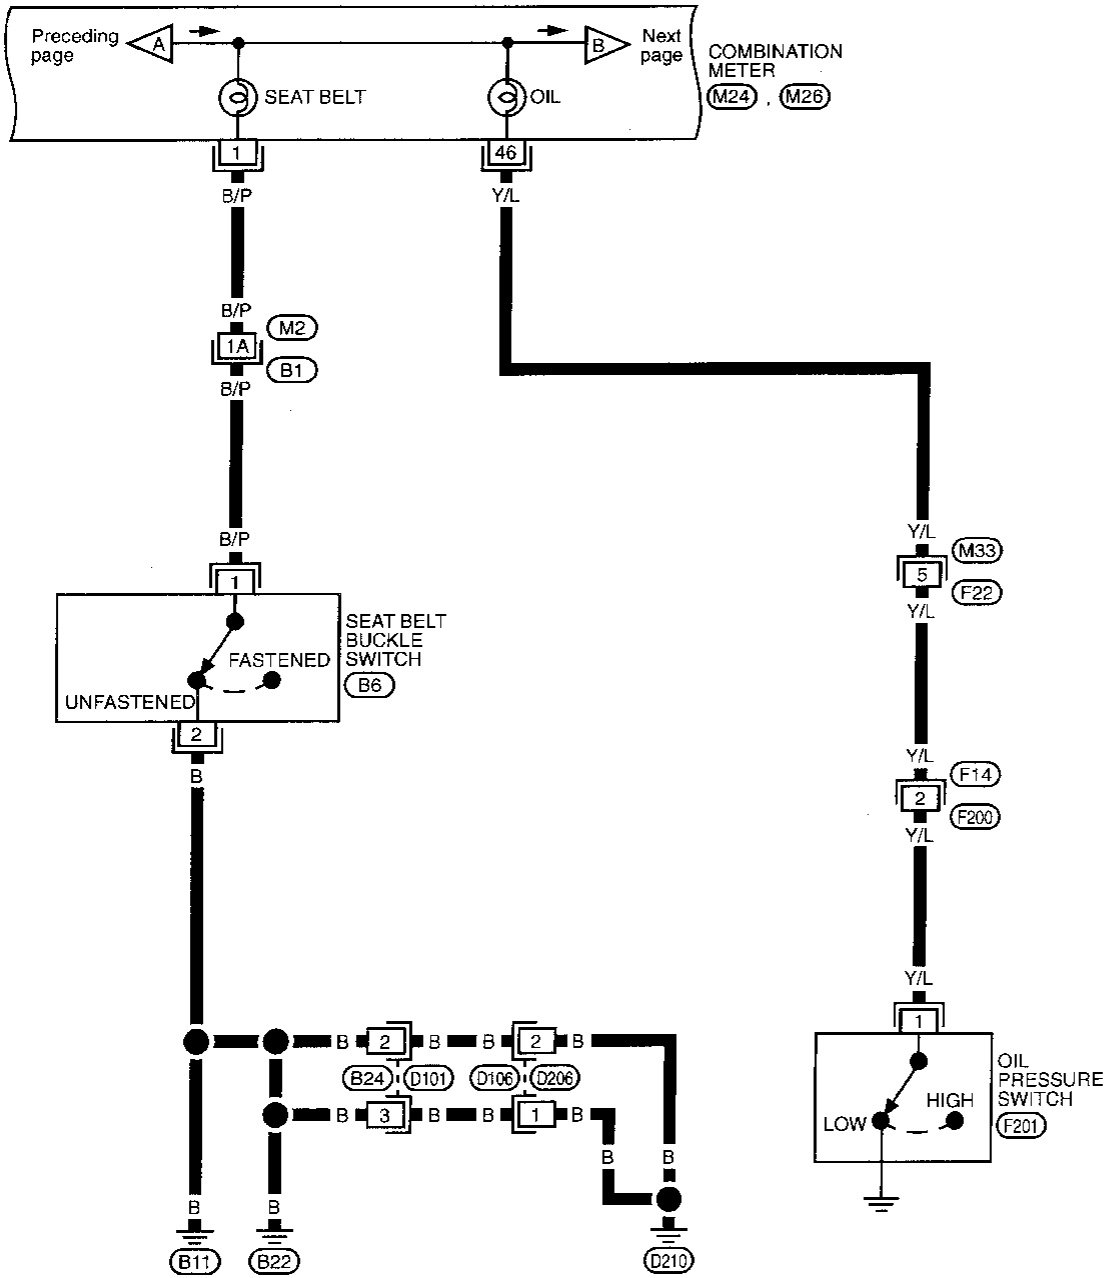 Preceding
page
A
B
Next
page
COMBINATION
METER
M24 , M26
SEAT BELT
OIL
1
46
B/P
Y/L
B/P
M2
1A
B1
B/P
B/P
Y/L
M33
5
F22
Y/L
1
SEAT BELT
BUCKLE
SWITCH
B6
FASTENED
UNFASTENED
2
B
Y/L
F14
2
F200
Y/L
Y/L
1
OIL
PRESSURE
SWITCH
F201
HIGH
LOW
B 2 B B 2 B
B24 D101 D106 D206
B 3 B B 1 B
B B
B B
B11 B22 D210